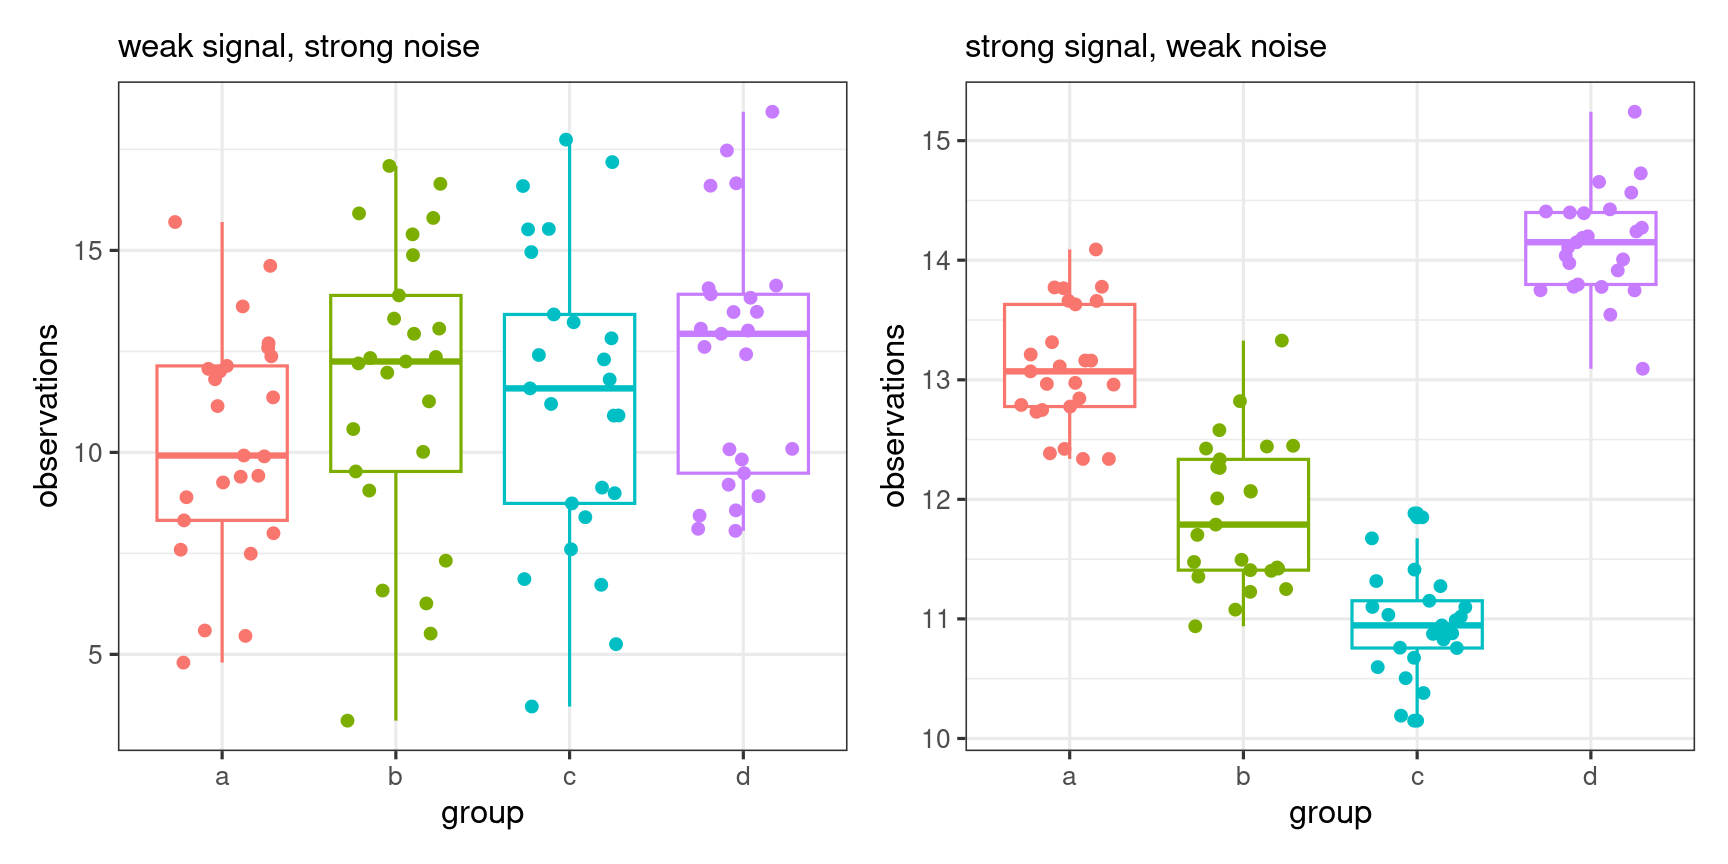 weak signal, strong noise
observations
15
10
5
a b c d
group
strong signal, weak noise
observations
15
14
13
12
11
10
a b c d
group